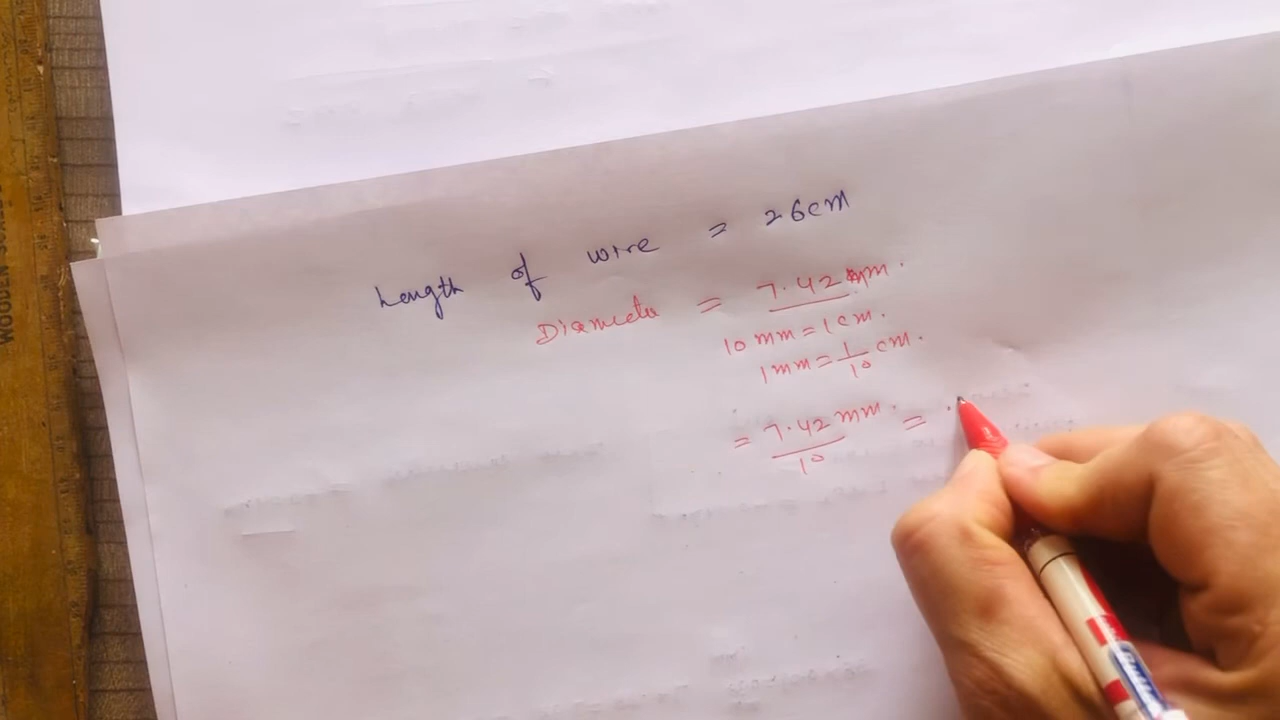 Length of wire = 26cm
Diameter = 7.42 mm.
10 mm = 1 cm.
1 mm = 1/10 cm.
= 7.42 mm / 10 = .
WOODEN